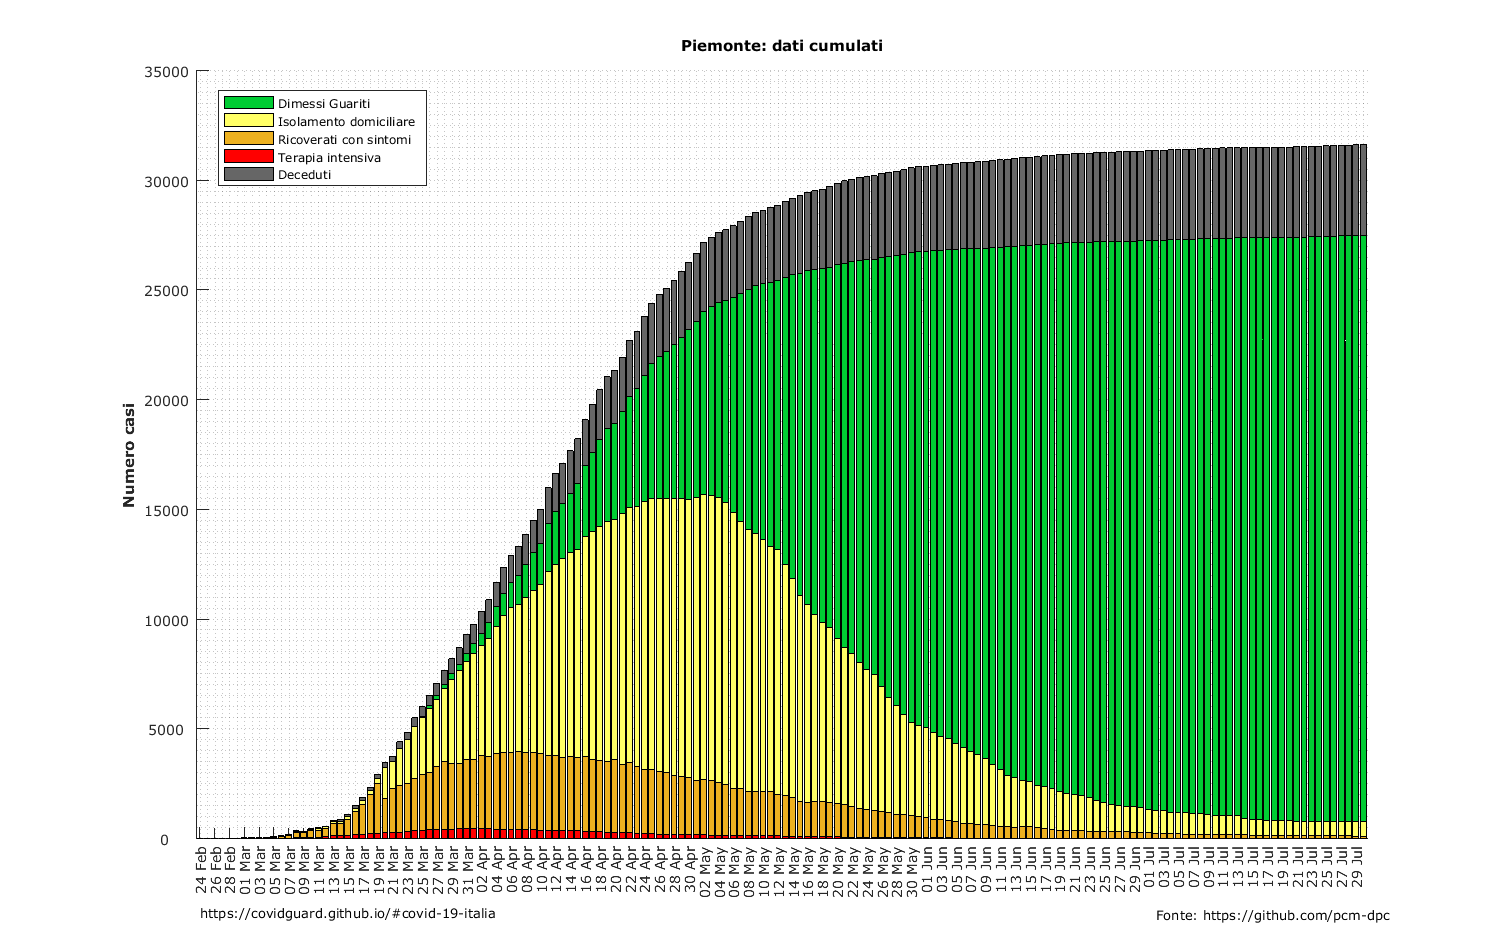 Piemonte: dati cumulati
35000
30000
25000
20000
15000
10000
5000
0
Numero casi
Dimessi Guariti
Isolamento domiciliare
Ricoverati con sintomi
Terapia intensiva
Deceduti
24 Feb
26 Feb
28 Feb
01 Mar
03 Mar
05 Mar
07 Mar
09 Mar
11 Mar
13 Mar
15 Mar
17 Mar
19 Mar
21 Mar
23 Mar
25 Mar
27 Mar
29 Mar
31 Mar
02 Apr
04 Apr
06 Apr
08 Apr
10 Apr
12 Apr
14 Apr
16 Apr
18 Apr
20 Apr
22 Apr
24 Apr
26 Apr
28 Apr
30 Apr
02 May
04 May
06 May
08 May
10 May
12 May
14 May
16 May
18 May
20 May
22 May
24 May
26 May
28 May
30 May
01 Jun
03 Jun
05 Jun
07 Jun
09 Jun
11 Jun
13 Jun
15 Jun
17 Jun
19 Jun
21 Jun
23 Jun
25 Jun
27 Jun
29 Jun
01 Jul
03 Jul
05 Jul
07 Jul
09 Jul
11 Jul
13 Jul
15 Jul
17 Jul
19 Jul
21 Jul
23 Jul
25 Jul
27 Jul
29 Jul
https://covidguard.github.io/#covid-19-italia
Fonte: https://github.com/pcm-dpc